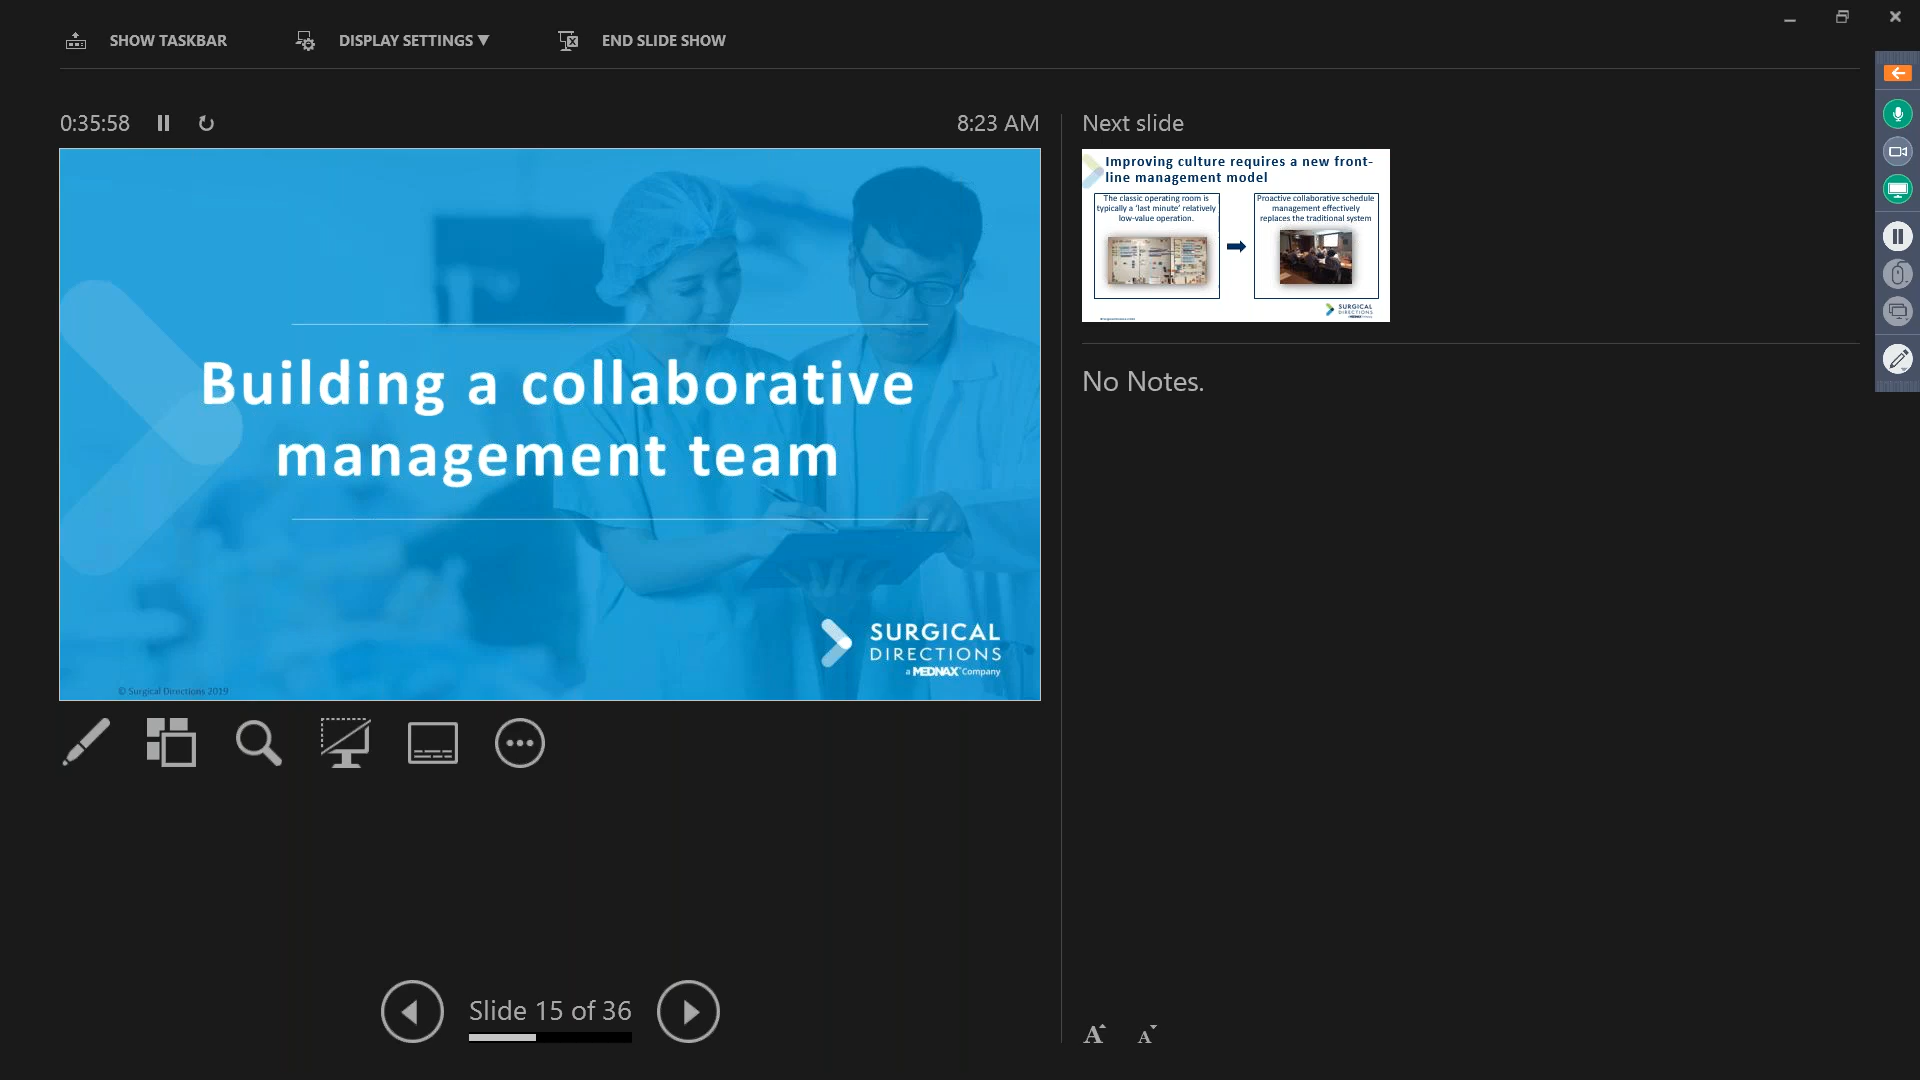 SHOW TASKBAR
DISPLAY SETTINGS ▼
END SLIDE SHOW
0:35:58
8:23 AM
Building a collaborative
management team
SURGICAL
DIRECTIONS
a MEDNAX™ Company
© Surgical Directions 2019
Slide 15 of 36
Next slide
Improving culture requires a new front-
line management model
The classic operating room is
typically a 'last minute' relatively
low-value operation.
Proactive collaborative schedule
management effectively
replaces the traditional system
SURGICAL
DIRECTIONS
No Notes.
A
A